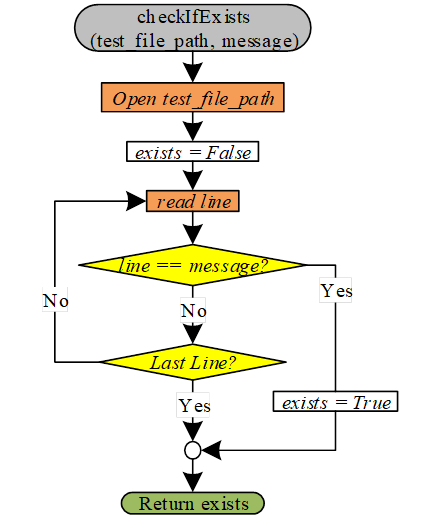 checkIfExists
(test_file_path, message)
Open test_file_path
exists = False
read line
line == message?
Yes
No
No
Last Line?
Yes
exists = True
Return exists